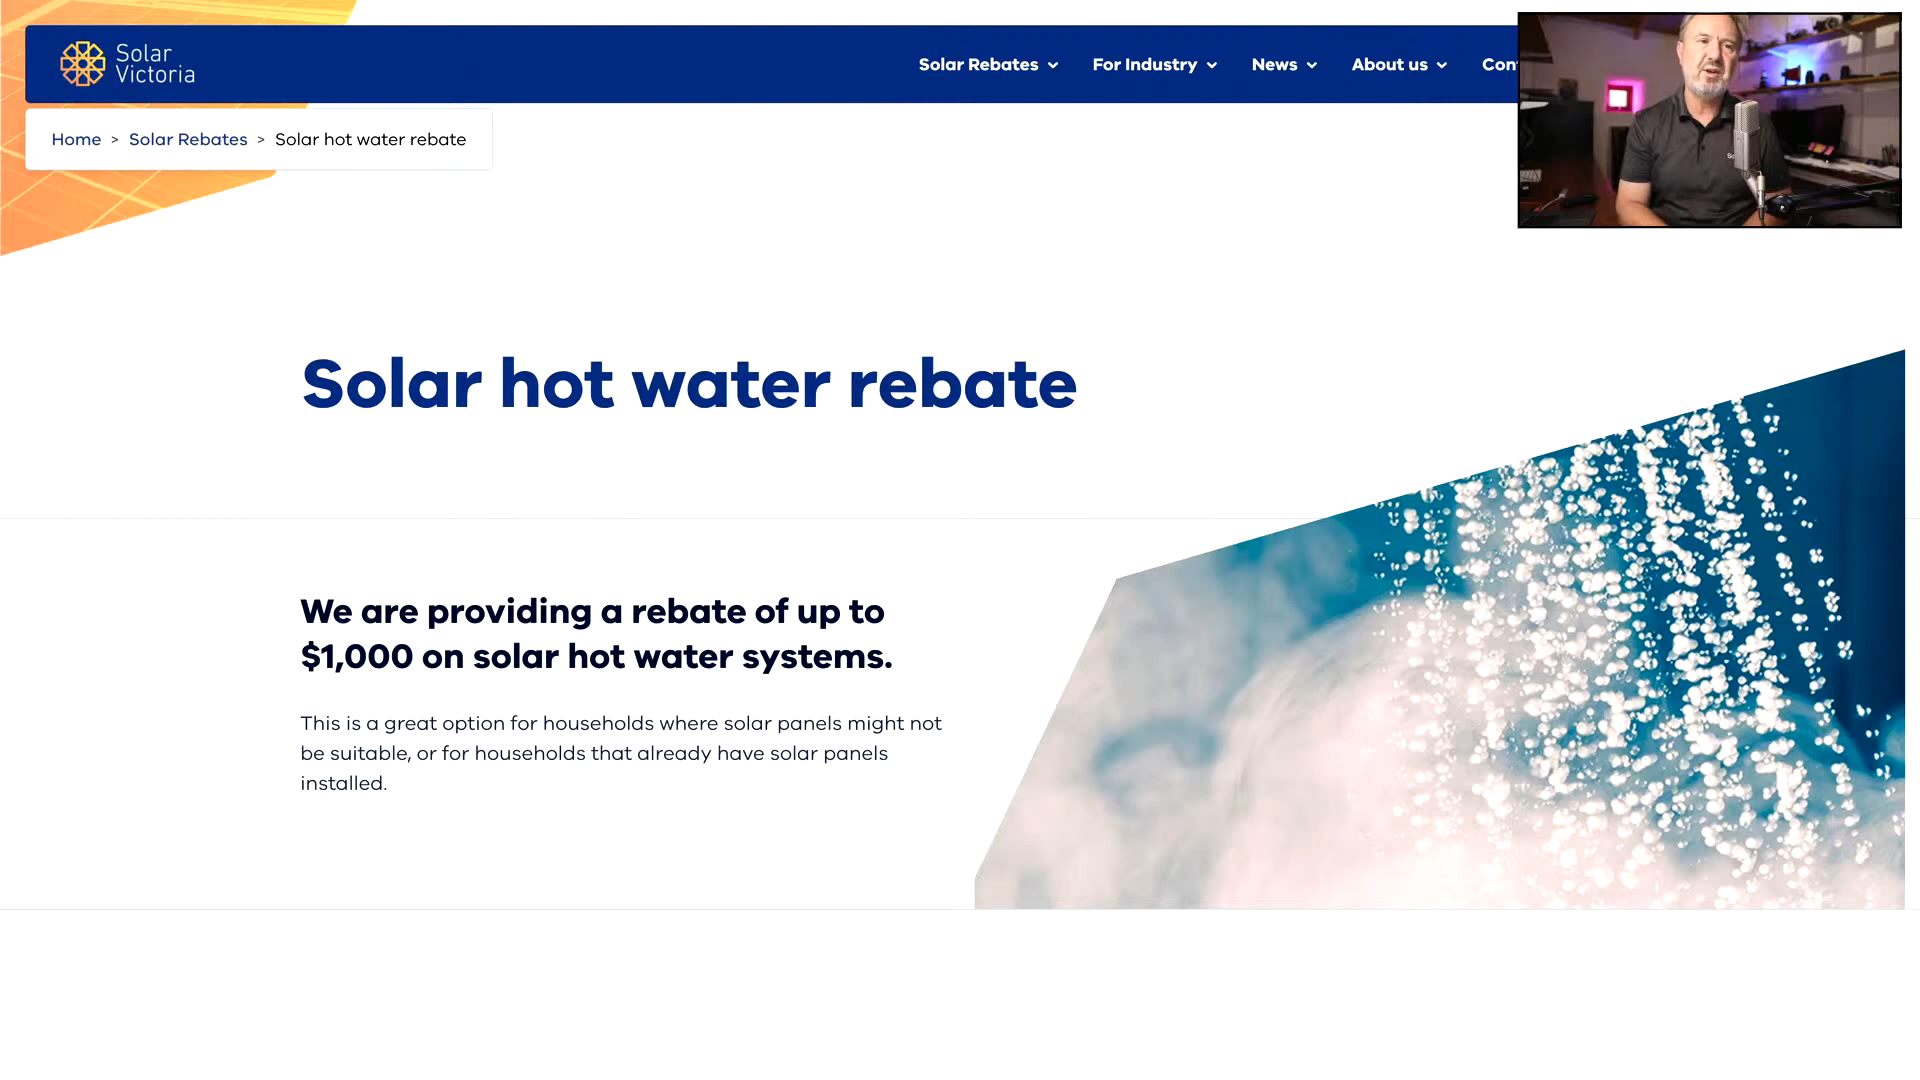 Solar
Victoria
Solar Rebates
For Industry
News
About us
Home > Solar Rebates > Solar hot water rebate
Solar hot water rebate
We are providing a rebate of up to
$1,000 on solar hot water systems.
This is a great option for households where solar panels might not
be suitable, or for households that already have solar panels
installed.